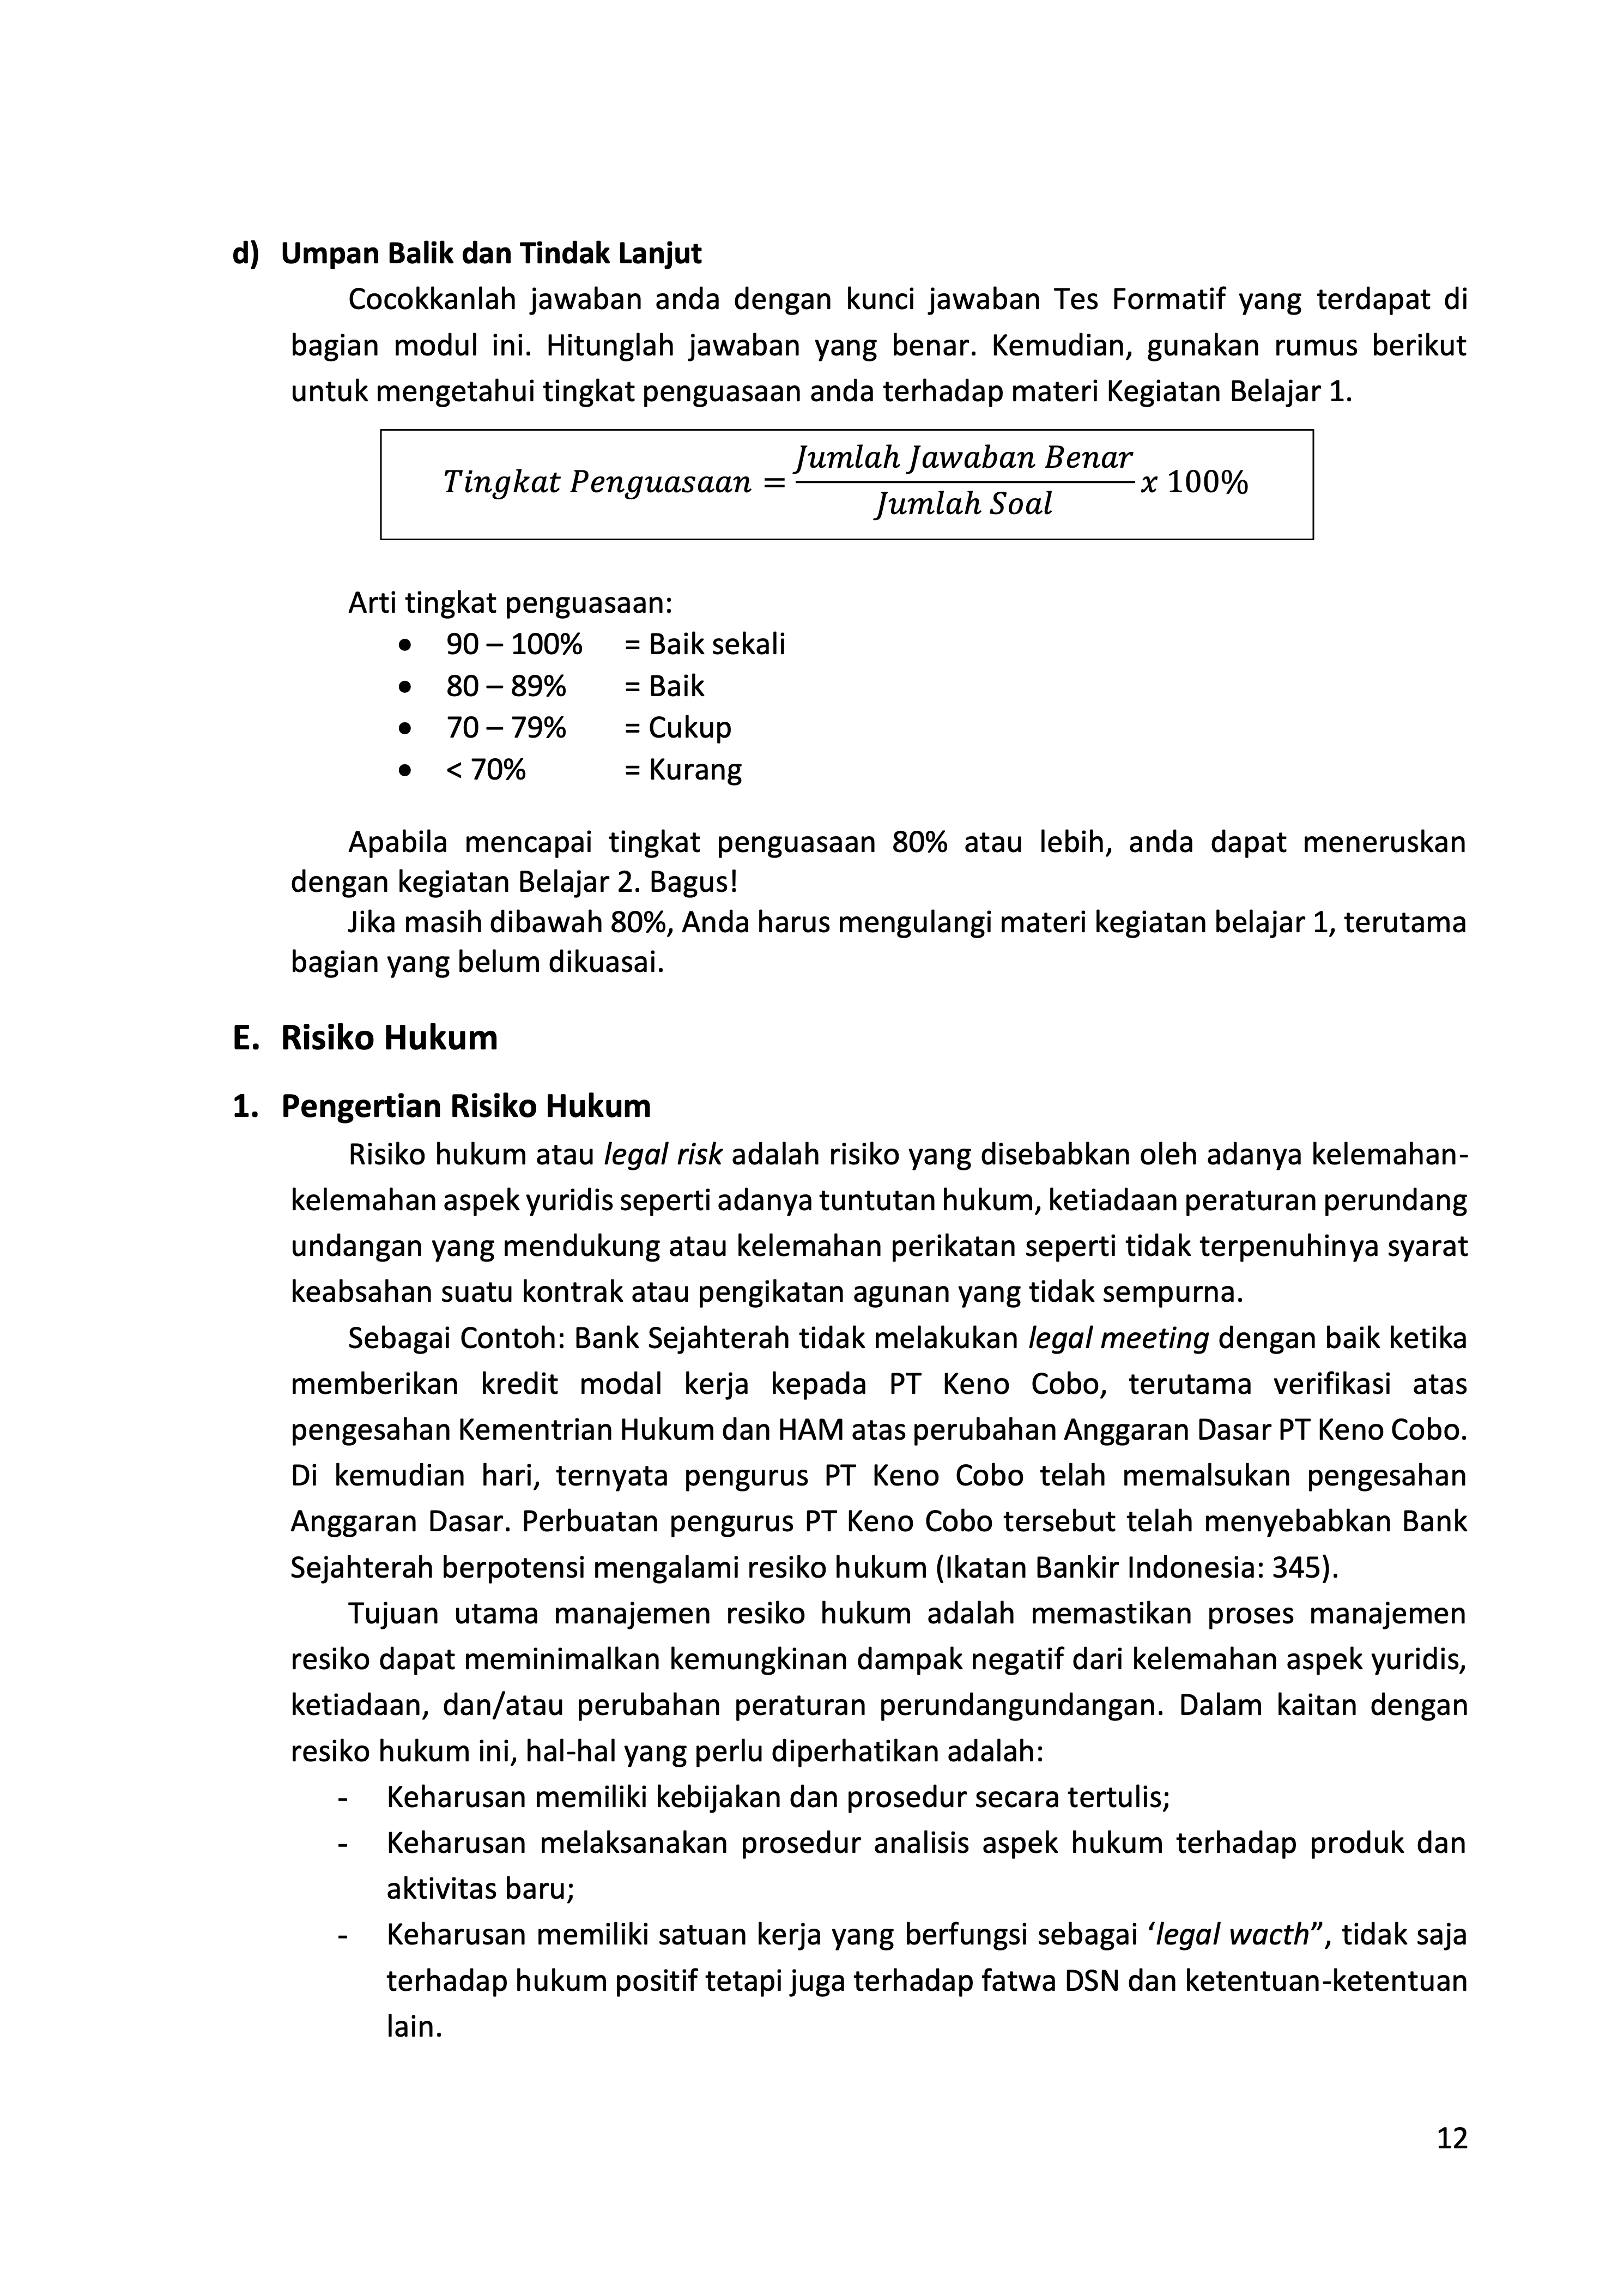 d) Umpan Balik dan Tindak Lanjut
Cocokkanlah jawaban anda dengan kunci jawaban Tes Formatif yang terdapat di
bagian modul ini. Hitunglah jawaban yang benar. Kemudian, gunakan rumus berikut
untuk mengetahui tingkat penguasaan anda terhadap materi Kegiatan Belajar 1.
Tingkat Penguasaan = Jumlah Jawaban Benar / Jumlah Soal x 100%
Arti tingkat penguasaan:
• 90 – 100% = Baik sekali
• 80 – 89% = Baik
• 70 – 79% = Cukup
• < 70% = Kurang
Apabila mencapai tingkat penguasaan 80% atau lebih, anda dapat meneruskan
dengan kegiatan Belajar 2. Bagus!
Jika masih dibawah 80%, Anda harus mengulangi materi kegiatan belajar 1, terutama
bagian yang belum dikuasai.
E. Risiko Hukum
1. Pengertian Risiko Hukum
Risiko hukum atau legal risk adalah risiko yang disebabkan oleh adanya kelemahan-
kelemahan aspek yuridis seperti adanya tuntutan hukum, ketiadaan peraturan perundang
undangan yang mendukung atau kelemahan perikatan seperti tidak terpenuhinya syarat
keabsahan suatu kontrak atau pengikatan agunan yang tidak sempurna.
Sebagai Contoh: Bank Sejahterah tidak melakukan legal meeting dengan baik ketika
memberikan kredit modal kerja kepada PT Keno Cobo, terutama verifikasi atas
pengesahan Kementrian Hukum dan HAM atas perubahan Anggaran Dasar PT Keno Cobo.
Di kemudian hari, ternyata pengurus PT Keno Cobo telah memalsukan pengesahan
Anggaran Dasar. Perbuatan pengurus PT Keno Cobo tersebut telah menyebabkan Bank
Sejahterah berpotensi mengalami resiko hukum (Ikatan Bankir Indonesia: 345).
Tujuan utama manajemen resiko hukum adalah memastikan proses manajemen
resiko dapat meminimalkan kemungkinan dampak negatif dari kelemahan aspek yuridis,
ketiadaan, dan/atau perubahan peraturan perundangundangan. Dalam kaitan dengan
resiko hukum ini, hal-hal yang perlu diperhatikan adalah:
- Keharusan memiliki kebijakan dan prosedur secara tertulis;
- Keharusan melaksanakan prosedur analisis aspek hukum terhadap produk dan
aktivitas baru;
- Keharusan memiliki satuan kerja yang berfungsi sebagai ‘legal wacth”, tidak saja
terhadap hukum positif tetapi juga terhadap fatwa DSN dan ketentuan-ketentuan
lain.
12